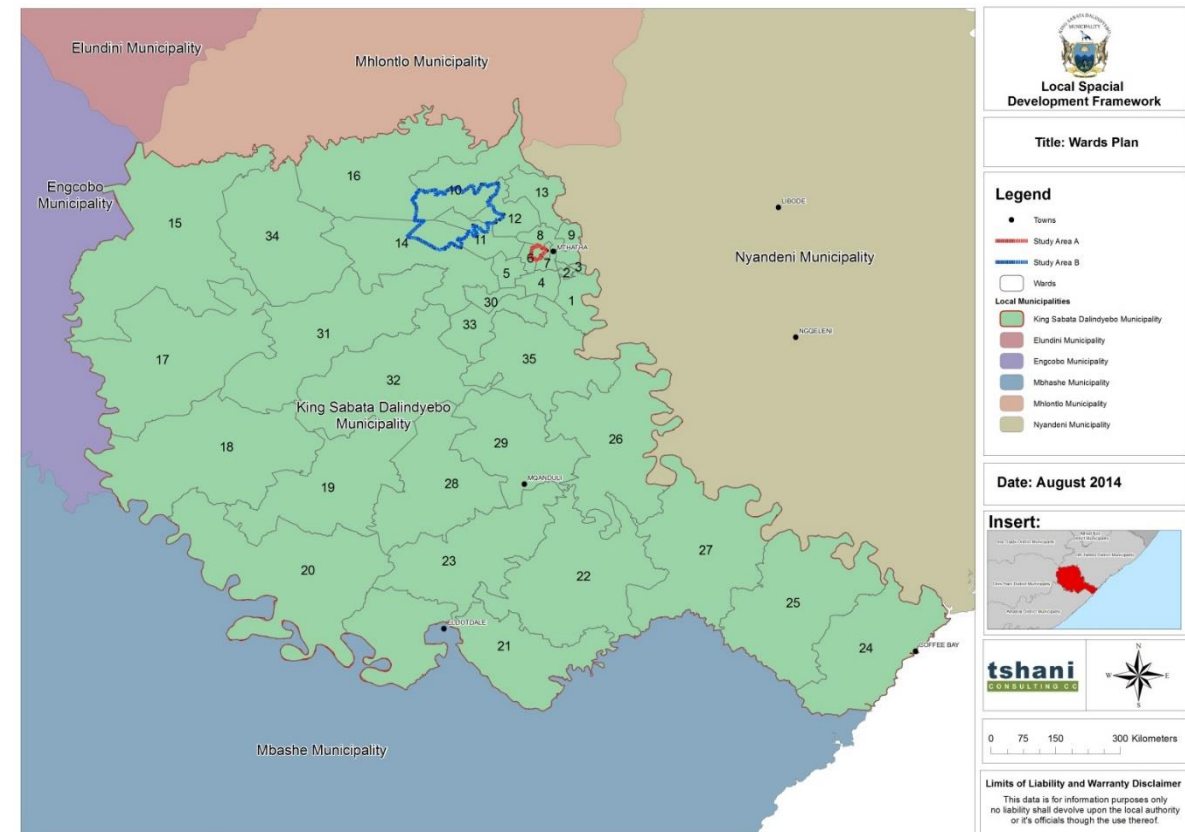 Elundini Municipality
Mhlontlo Municipality
Engcobo
Municipality
16
10
13
15
34
14
12
11
8
9
MTHATHA
6
7
5
4
2
3
30
1
33
31
35
17
32
King Sabata Dalindyebo
Municipality
18
29
26
MQANDULI
19
28
27
23
20
22
25
21
24
COFFEE BAY
LIBODE
Nyandeni Municipality
NGQELENI
Mbashe Municipality
KING SABATA DALINDYEBO
MUNICIPALITY
Local Spacial
Development Framework
Title: Wards Plan
Legend
Towns
Study Area A
Study Area B
Wards
Local Municipalities
King Sabata Dalindyebo Municipality
Elundini Municipality
Engcobo Municipality
Mbhashe Municipality
Mhlontlo Municipality
Nyandeni Municipality
Date: August 2014
Insert:
tshani
CONSULTING CC
N
W
E
S
0 75 150 300 Kilometers
Limits of Liability and Warranty Disclaimer
This data is for information purposes only
no liability shall devolve upon the local authority
or it's officials though the use thereof.